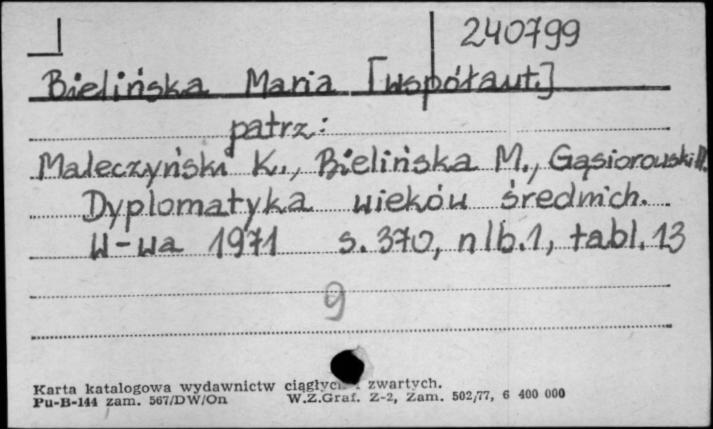 240799
Bielińska Maria [współaut.]
patrz:
Maleczyński K., Bielińska M., Gąsiorowski A.
Dyplomatyka wieków średnich.
W-wa 1971 s. 370, nlb. 1, tabl. 13
9
Karta katalogowa wydawnictw ciągłych i zwartych.
Pu-B-144 zam. 567/DW/On W.Z.Graf. Z-2, Zam. 502/77, 6 400 000